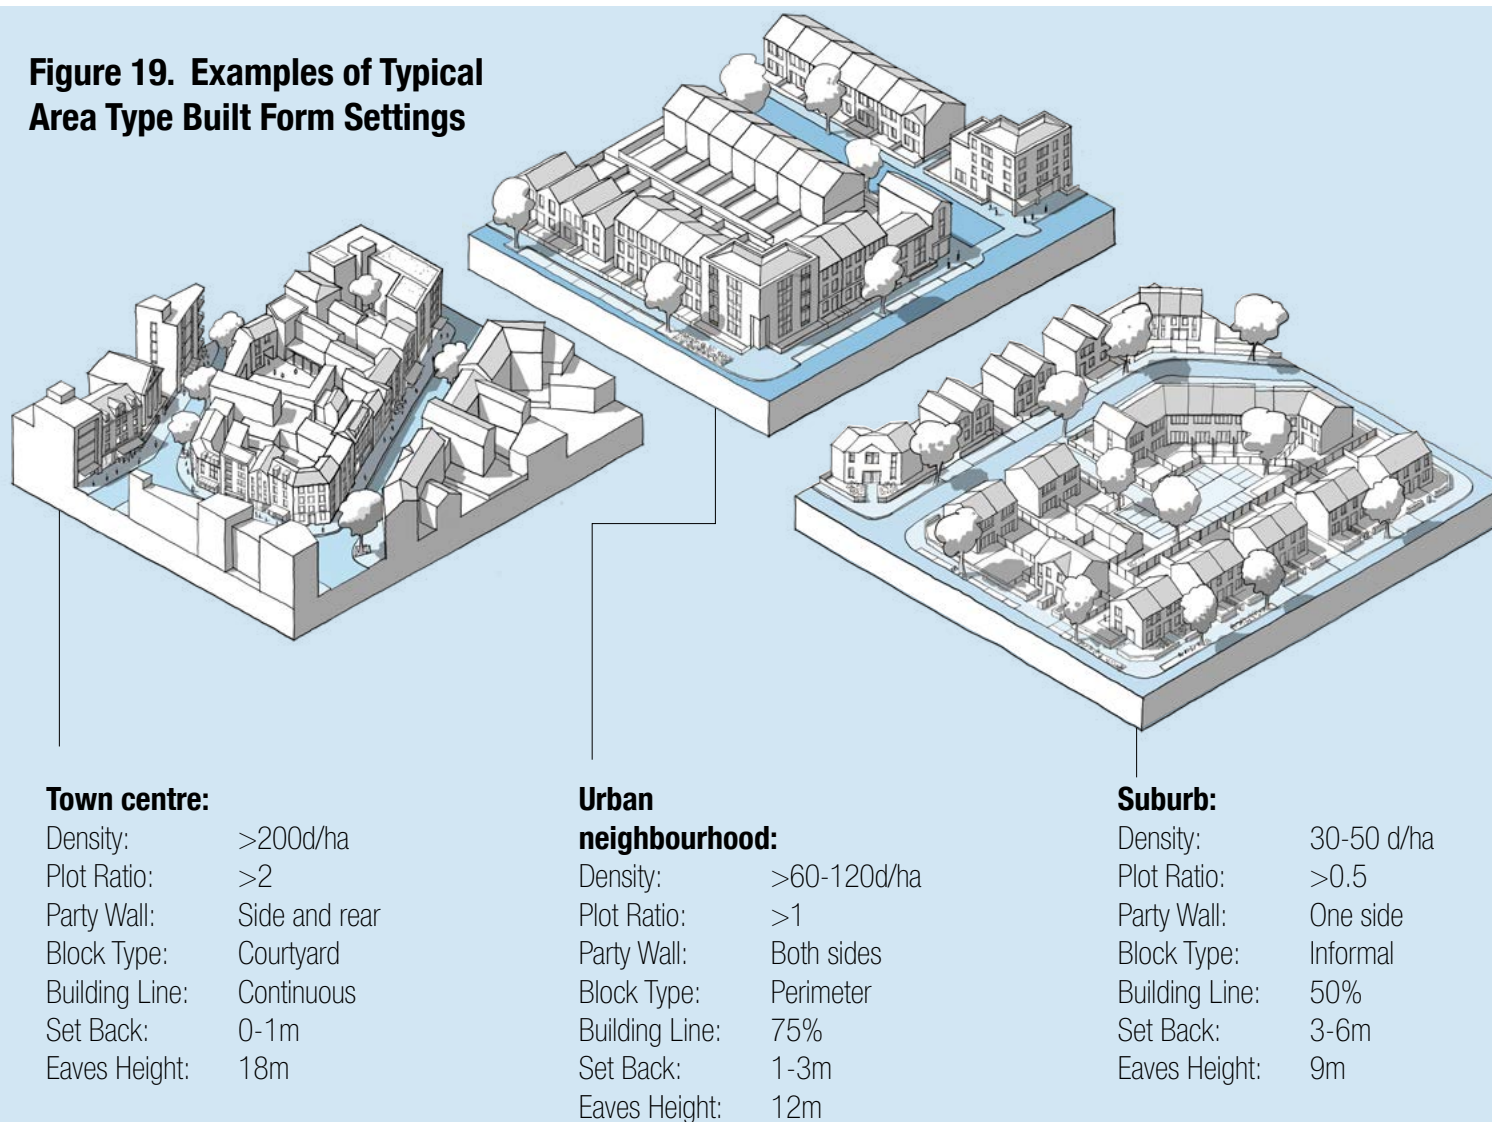 Figure 19. Examples of Typical
Area Type Built Form Settings
Town centre:
Density: >200d/ha
Plot Ratio: >2
Party Wall: Side and rear
Block Type: Courtyard
Building Line: Continuous
Set Back: 0-1m
Eaves Height: 18m
Urban
neighbourhood:
Density: >60-120d/ha
Plot Ratio: >1
Party Wall: Both sides
Block Type: Perimeter
Building Line: 75%
Set Back: 1-3m
Eaves Height: 12m
Suburb:
Density: 30-50 d/ha
Plot Ratio: >0.5
Party Wall: One side
Block Type: Informal
Building Line: 50%
Set Back: 3-6m
Eaves Height: 9m